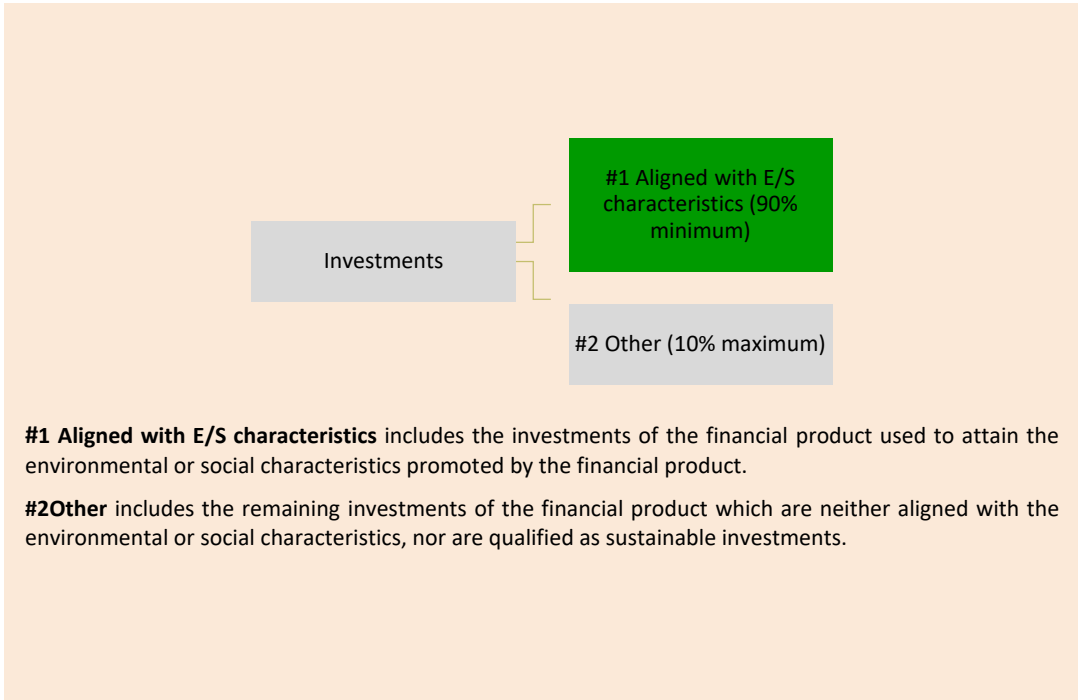 #1 Aligned with E/S
characteristics (90%
minimum)
Investments
#2 Other (10% maximum)
#1 Aligned with E/S characteristics includes the investments of the financial product used to attain the
environmental or social characteristics promoted by the financial product.
#2Other includes the remaining investments of the financial product which are neither aligned with the
environmental or social characteristics, nor are qualified as sustainable investments.